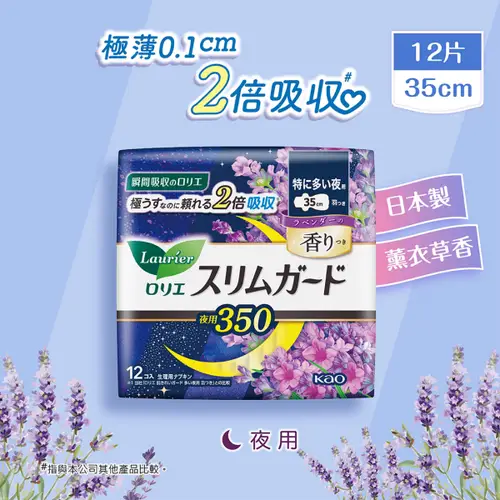 極薄0.1cm
2倍吸収#
12片
35cm
瞬間吸収のロリエ
極うすなのに頼れる2倍吸収
特に多い夜用
35cm 羽つき
ラベンダーの
香りつき
Laurier
ロリエ スリムガード
夜用350
12コ入 生理用ナプキン
Kao
日本製
薰衣草香
夜用
#指與本公司其他產品比較。